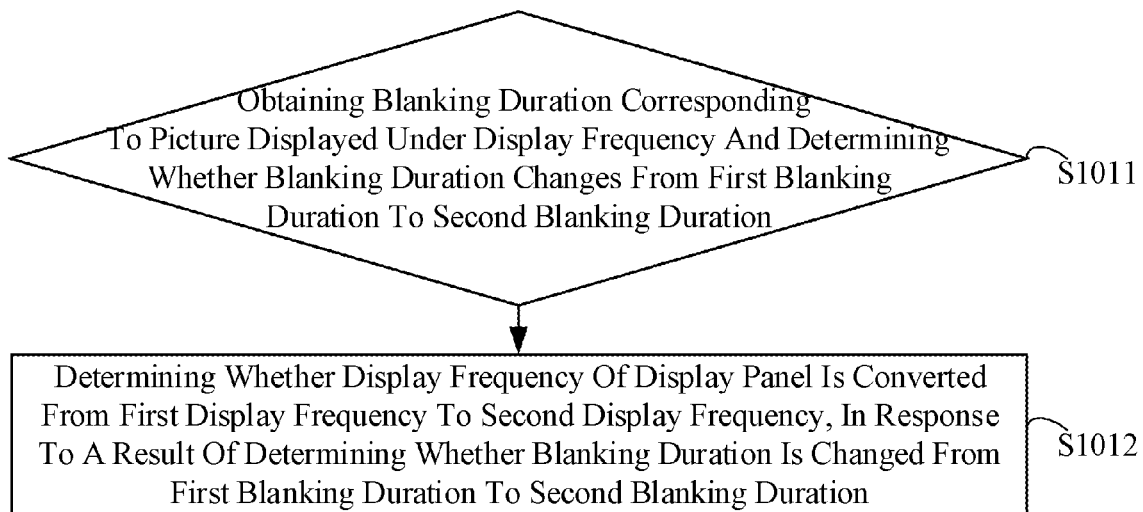 Obtaining Blanking Duration Corresponding
To Picture Displayed Under Display Frequency And Determining
Whether Blanking Duration Changes From First Blanking
Duration To Second Blanking Duration
S1011
Determining Whether Display Frequency Of Display Panel Is Converted
From First Display Frequency To Second Display Frequency, In Response
To A Result Of Determining Whether Blanking Duration Is Changed From
First Blanking Duration To Second Blanking Duration
S1012